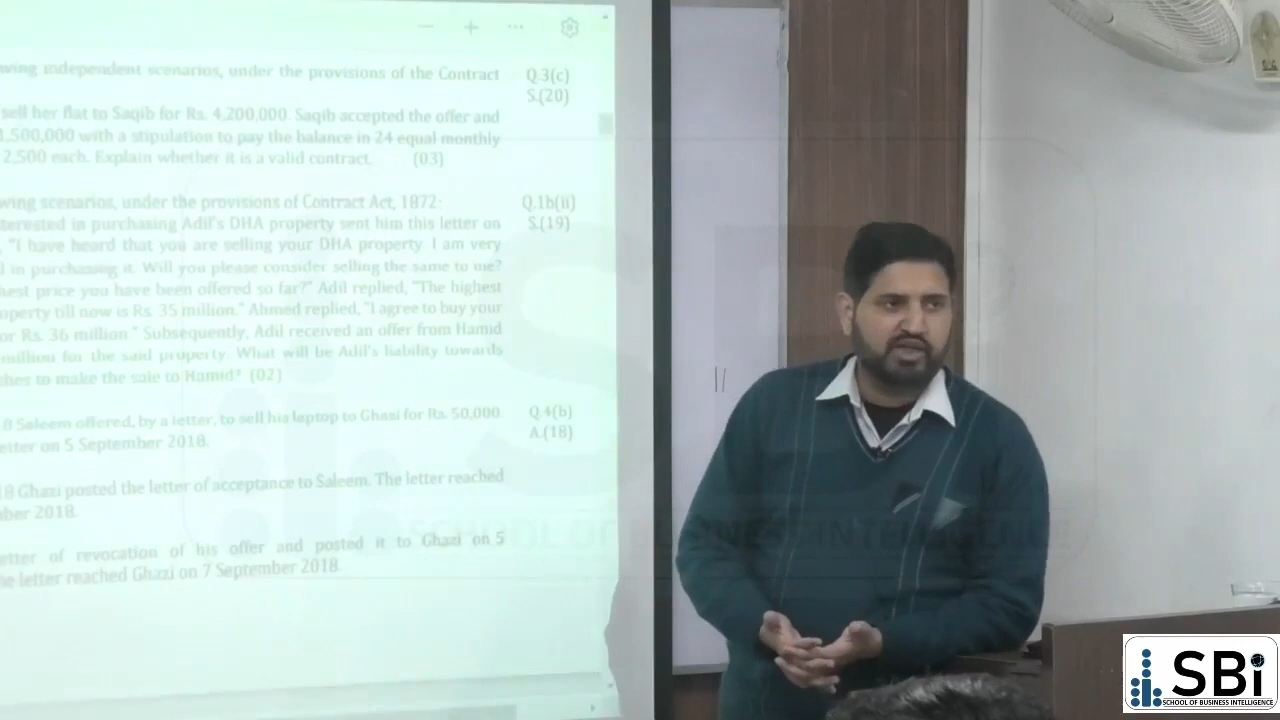 wing independent scenarios, under the provisions of the Contract Q.3(c)
S.(20)
sell her flat to Saqib for Rs. 4,200,000. Saqib accepted the offer and
1,500,000 with a stipulation to pay the balance in 24 equal monthly
2,500 each. Explain whether it is a valid contract. (03)
wing scenarios, under the provisions of Contract Act, 1872: Q.1b(ii)
terested in purchasing Adil's DHA property sent him this letter on S.(19)
"I have heard that you are selling your DHA property. I am very
in purchasing it. Will you please consider selling the same to me?
hest price you have been offered so far?" Adil replied, "The highest
operty till now is Rs. 35 million." Ahmed replied, "I agree to buy your
or Rs. 36 million." Subsequently, Adil received an offer from Hamid
million for the said property. What will be Adil's liability towards
shes to make the sale to Hamid? (02)
Saleem offered, by a letter, to sell his laptop to Ghazi for Rs. 50,000. Q.4(b)
etter on 5 September 2018. A.(18)
18 Ghazi posted the letter of acceptance to Saleem. The letter reached
mber 2018.
etter of revocation of his offer and posted it to Ghazi on 5
he letter reached Ghazi on 7 September 2018.
SCHOOL OF BUSINESS INTELLIGENCE
SBi
SCHOOL OF BUSINESS INTELLIGENCE